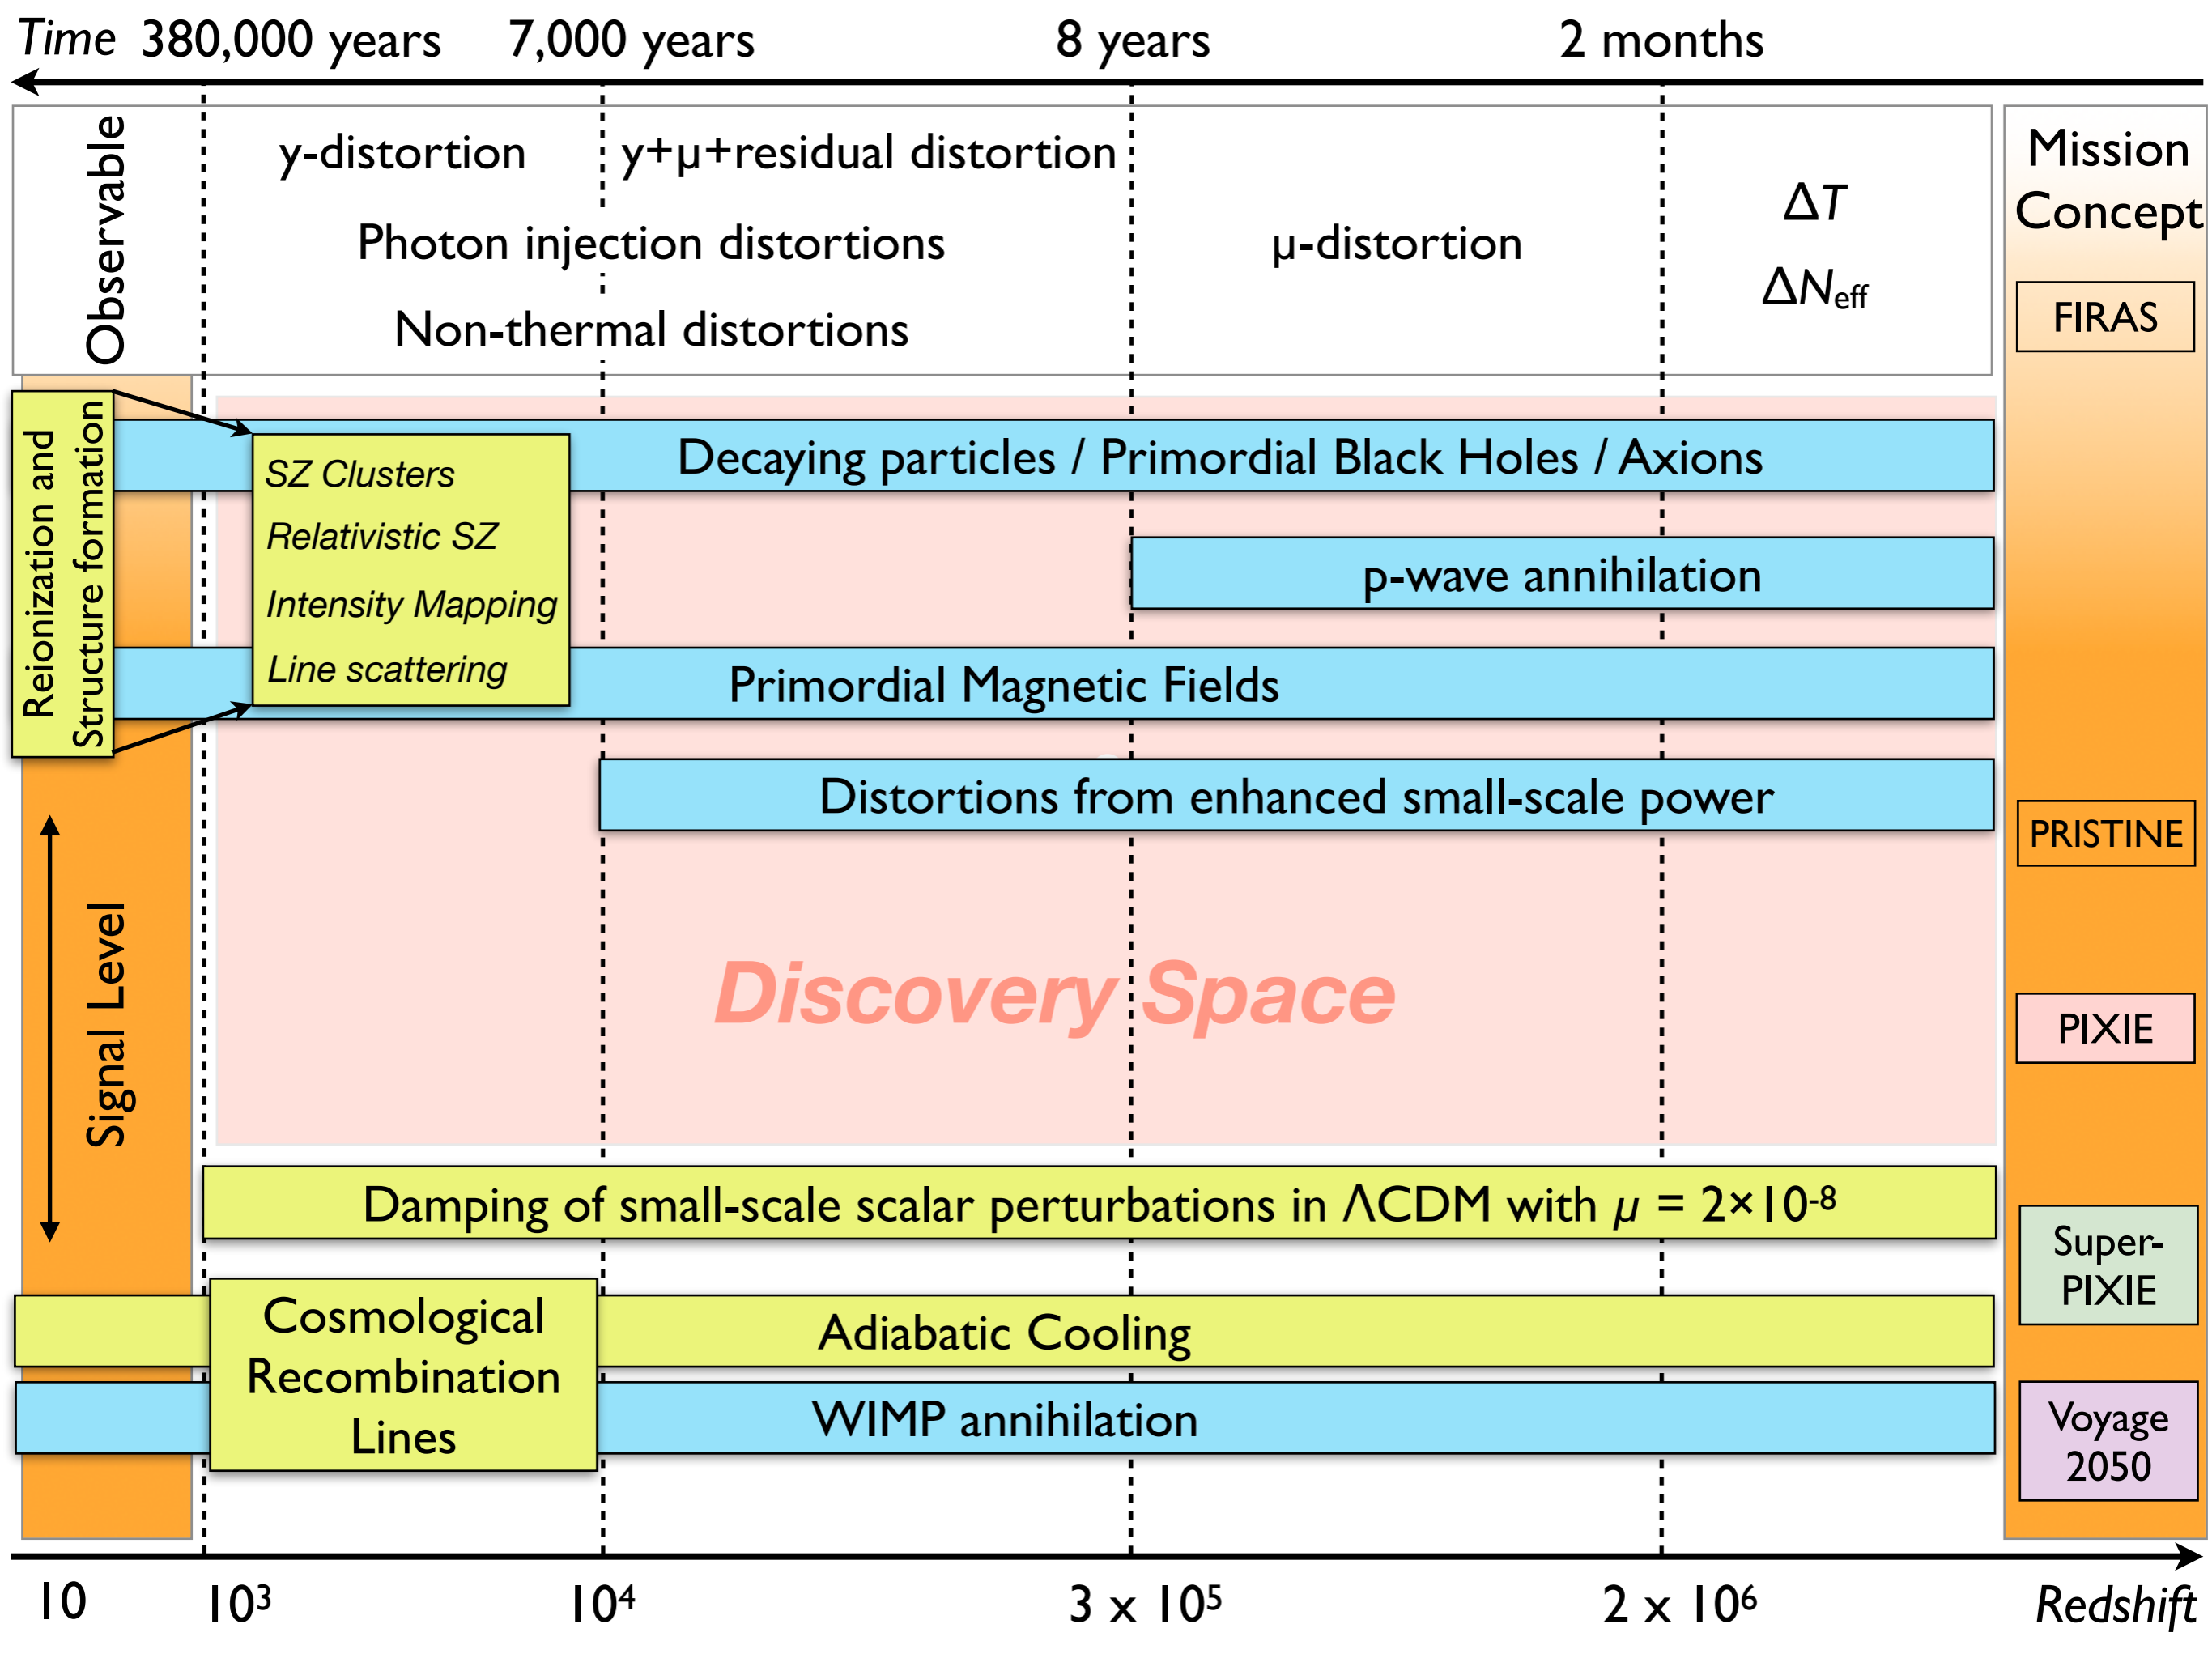 Time 380,000 years 7,000 years 8 years 2 months
Observable
y-distortion
y+μ+residual distortion
Photon injection distortions
Non-thermal distortions
μ-distortion
ΔT
ΔNeff
Mission
Concept
FIRAS
Reionization and
Structure formation
SZ Clusters
Relativistic SZ
Intensity Mapping
Line scattering
Decaying particles / Primordial Black Holes / Axions
p-wave annihilation
Primordial Magnetic Fields
Distortions from enhanced small-scale power
PRISTINE
Signal Level
Discovery Space
PIXIE
Damping of small-scale scalar perturbations in ΛCDM with μ = 2×10-8
Super-
PIXIE
Cosmological
Recombination
Lines
Adiabatic Cooling
WIMP annihilation
Voyage
2050
10 10³ 10⁴ 3 x 10⁵ 2 x 10⁶ Redshift